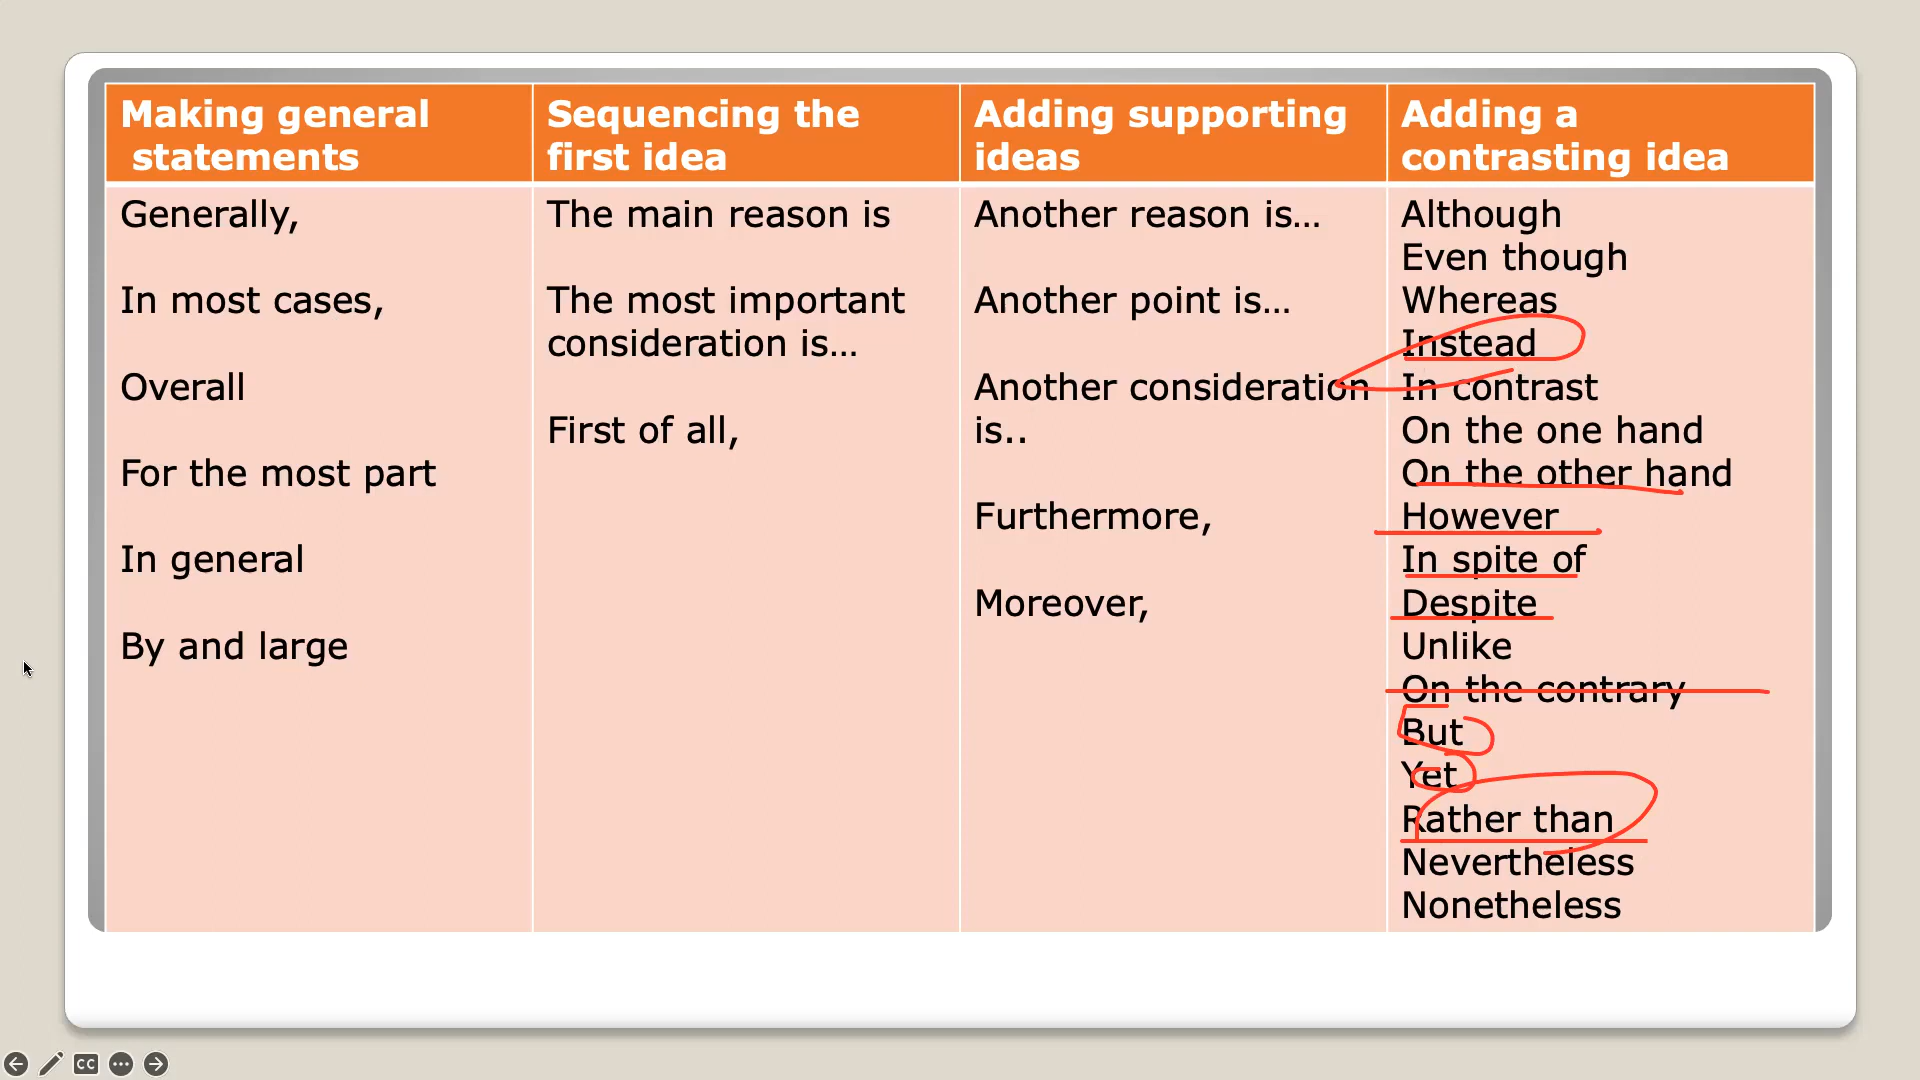 Making general
statements
Generally,
In most cases,
Overall
For the most part
In general
By and large
Sequencing the
first idea
The main reason is
The most important
consideration is…
First of all,
Adding supporting
ideas
Another reason is…
Another point is…
Another consideration
is..
Furthermore,
Moreover,
Adding a
contrasting idea
Although
Even though
Whereas
Instead
In contrast
On the one hand
On the other hand
However
In spite of
Despite
Unlike
On the contrary
But
Yet
Rather than
Nevertheless
Nonetheless
CC